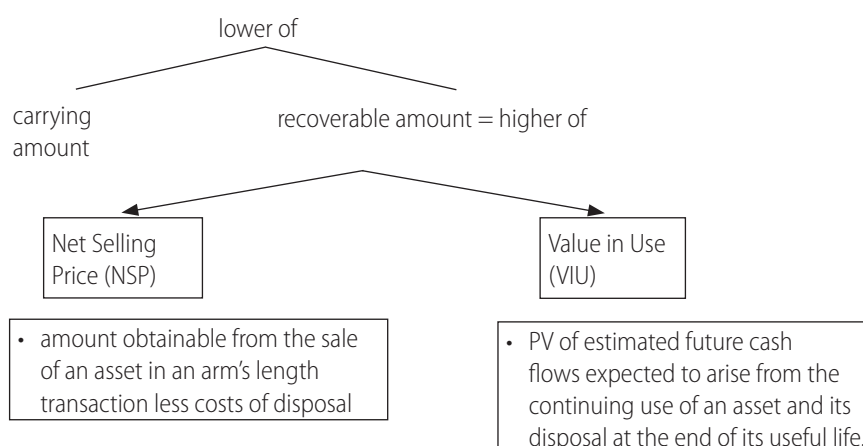 lower of
carrying
amount
recoverable amount = higher of
Net Selling
Price (NSP)
Value in Use
(VIU)
• amount obtainable from the sale
of an asset in an arm’s length
transaction less costs of disposal
• PV of estimated future cash
flows expected to arise from the
continuing use of an asset and its
disposal at the end of its useful life.